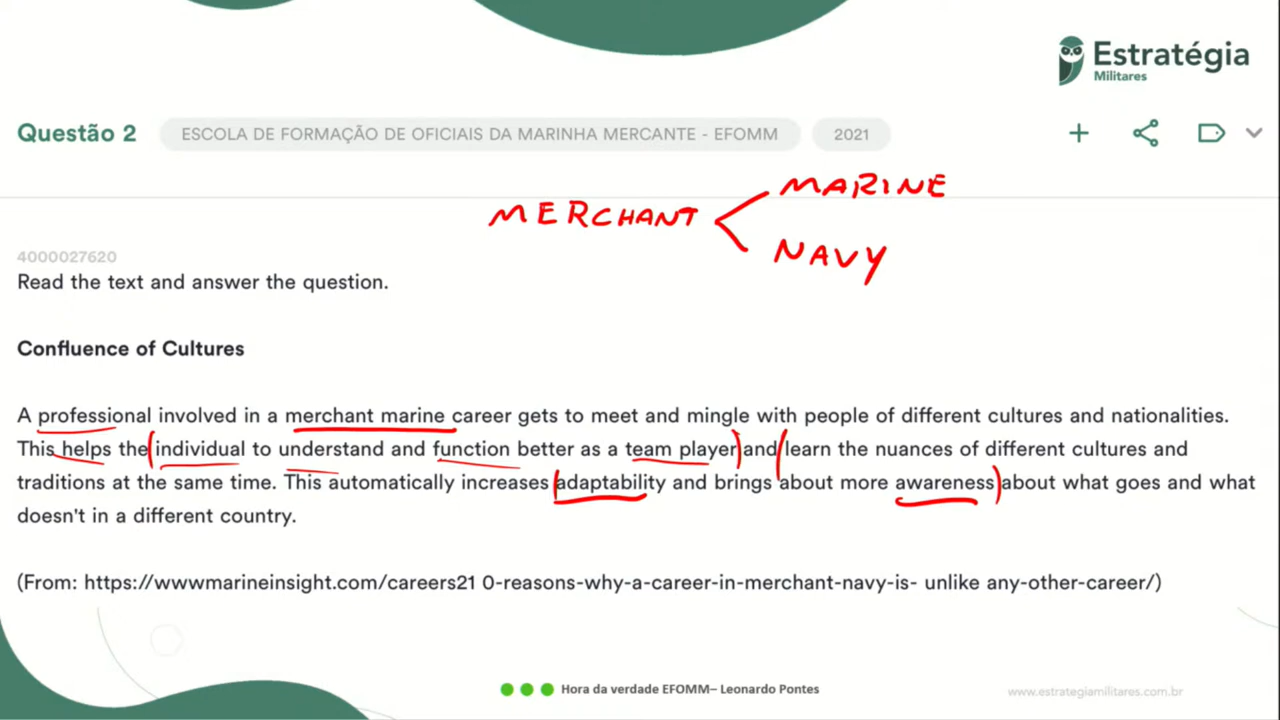 Estratégia
Militares
Questão 2 ESCOLA DE FORMAÇÃO DE OFICIAIS DA MARINHA MERCANTE - EFOMM 2021
MARINE
MERCHANT
NAVY
4000027620
Read the text and answer the question.
Confluence of Cultures
A professional involved in a merchant marine career gets to meet and mingle with people of different cultures and nationalities.
This helps the individual to understand and function better as a team player and learn the nuances of different cultures and
traditions at the same time. This automatically increases adaptability and brings about more awareness about what goes and what
doesn't in a different country.
(From: https://wwwmarineinsight.com/careers21 0-reasons-why-a-career-in-merchant-navy-is- unlike any-other-career/)
Hora da verdade EFOMM– Leonardo Pontes
www.estrategiamilitares.com.br